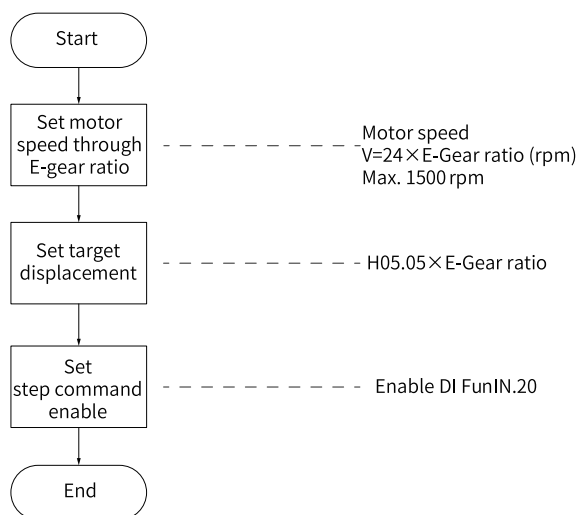 Start
Set motor
speed through
E-gear ratio
Motor speed
V=24×E-Gear ratio (rpm)
Max. 1500 rpm
Set target
displacement
H05.05×E-Gear ratio
Set
step command
enable
Enable DI FunIN.20
End